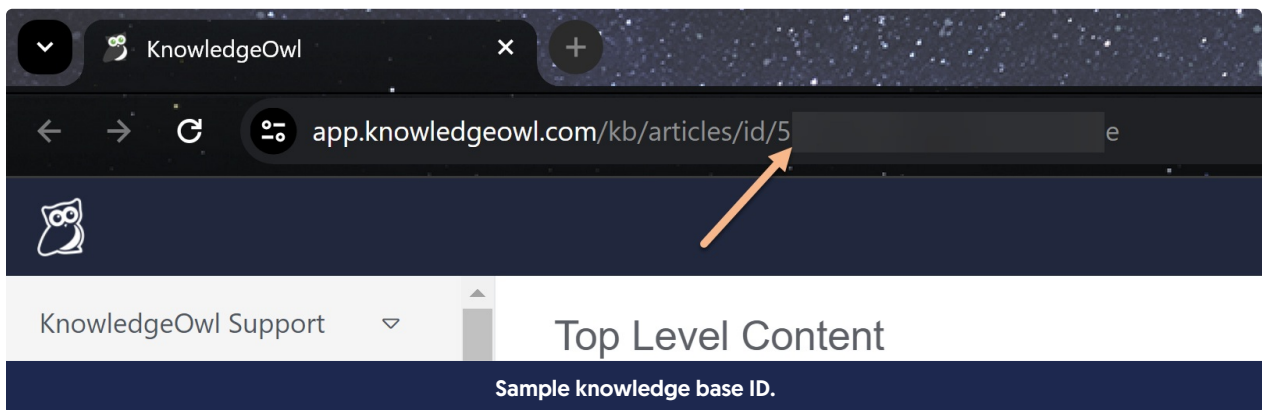 KnowledgeOwl
app.knowledgeowl.com/kb/articles/id/5 e
KnowledgeOwl Support
Top Level Content
Sample knowledge base ID.